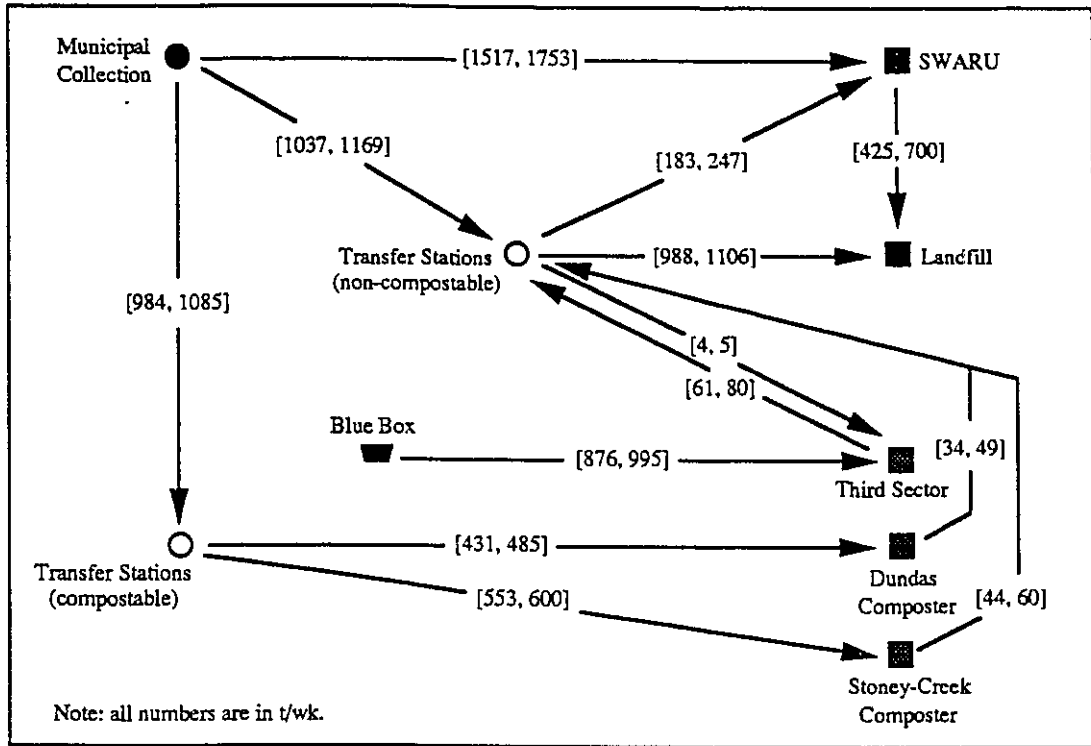 Municipal
Collection
[1517, 1753]
SWARU
[1037, 1169]
[183, 247]
[425, 700]
Transfer Stations
(non-compostable)
[988, 1106]
Landfill
[984, 1085]
[4, 5]
[61, 80]
Blue Box
[876, 995]
[34, 49]
Third Sector
[431, 485]
Transfer Stations
(compostable)
Dundas
Composter
[553, 600]
[44, 60]
Stoney-Creek
Composter
Note: all numbers are in t/wk.